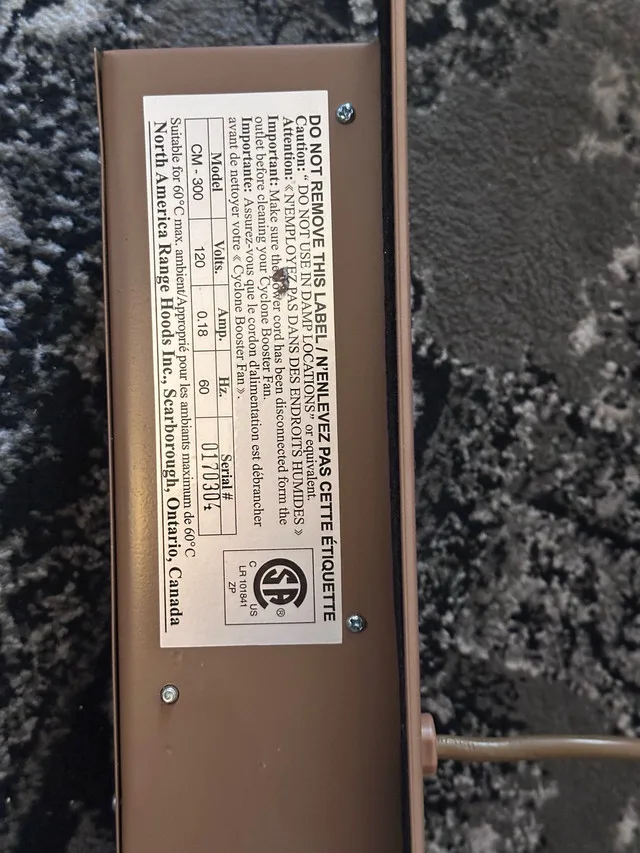 DO NOT REMOVE THIS LABEL / N'ENLEVEZ PAS CETTE ÉTIQUETTE
Caution: " DO NOT USE IN DAMP LOCATIONS" or equivalent.
Attention: « N'EMPLOYEZ PAS DANS DES ENDROITS HUMIDES »
Important: Make sure the power cord has been disconnected form the
outlet before cleaning your Cyclone Booster Fan.
Importante: Assurez-vous que le cordon d'alimentation est débrancher
avant de nettoyer votre « Cyclone Booster Fan ».
Model Volts. Amp. Hz. Serial #
CM - 300 120 0.18 60 0170304
Suitable for 60°C max. ambient/Approprié pour les ambiants maximum de 60°C
North America Range Hoods Inc., Scarborough, Ontario, Canada
SA ®
C US
LR 101841
ZP